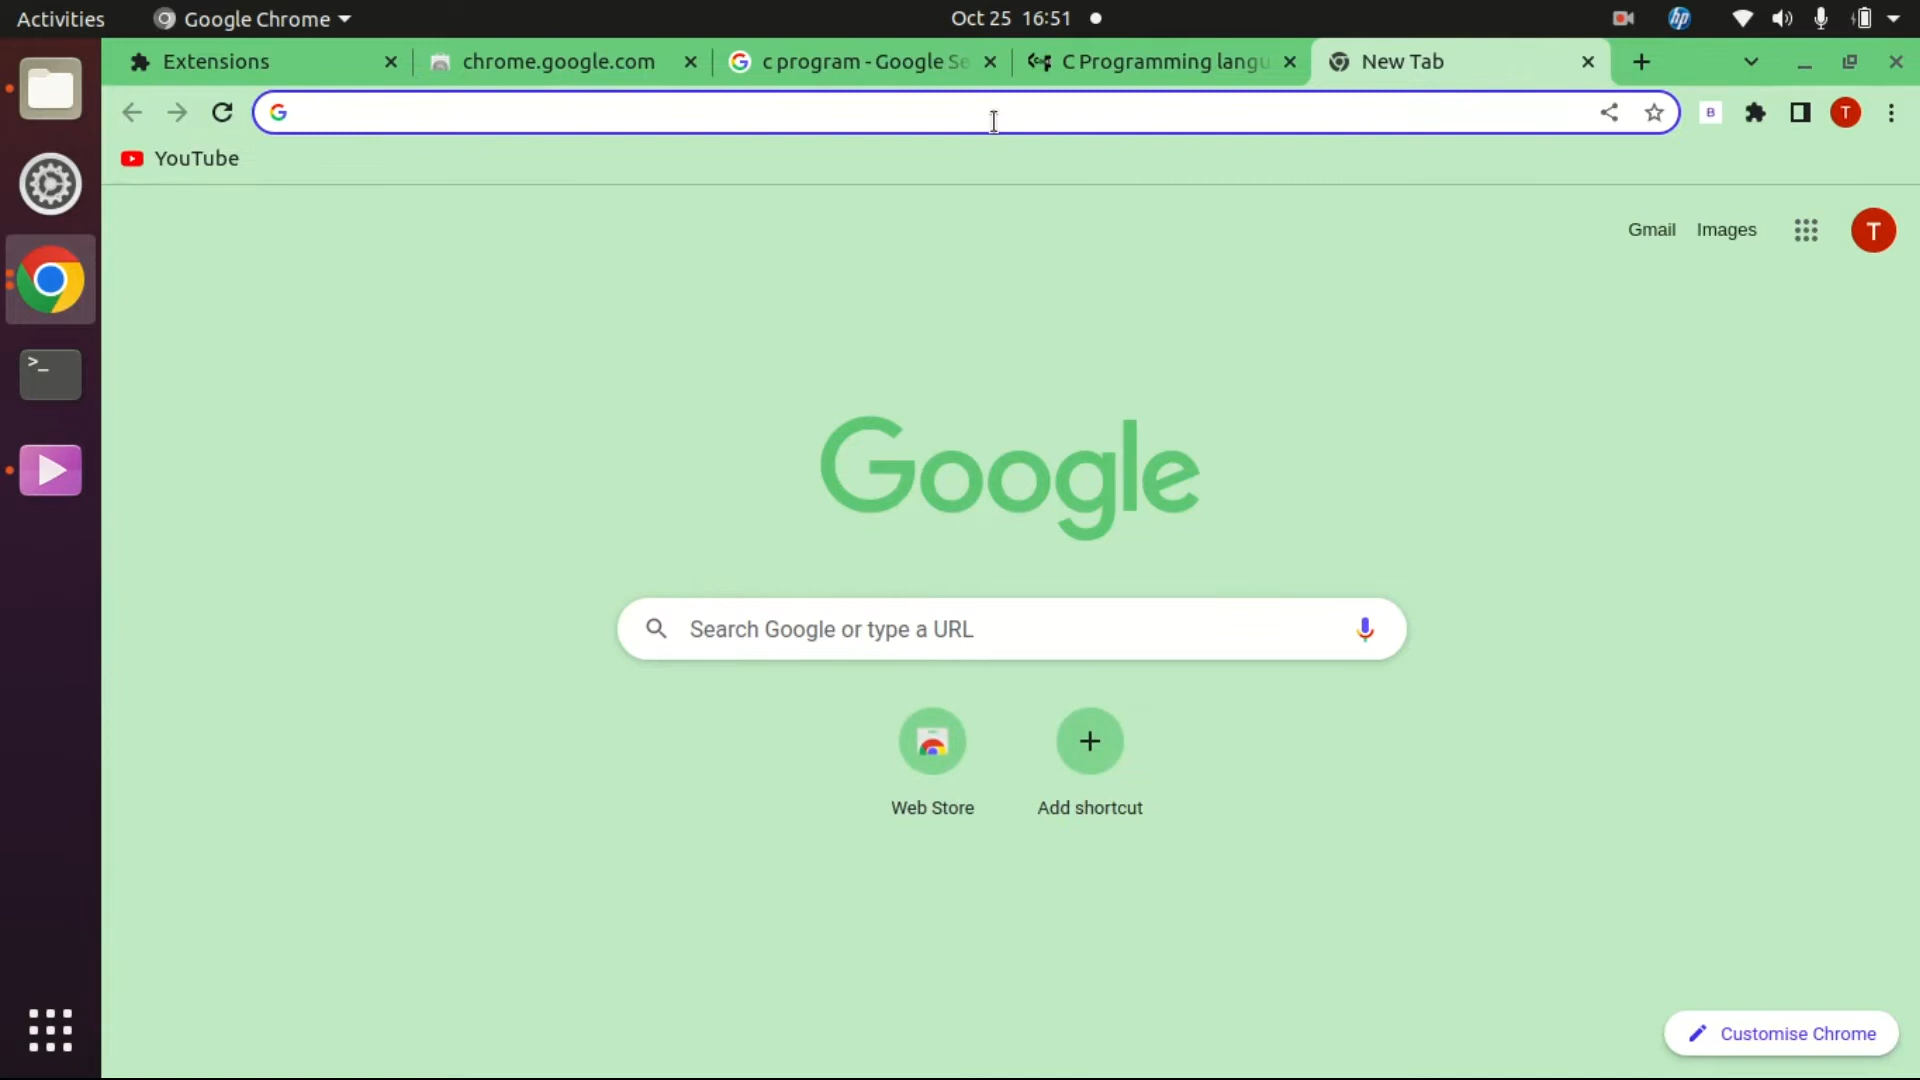 Activities
Google Chrome
Oct 25 16:51
hp
Extensions
chrome.google.com
c program - Google Se
C Programming langu
New Tab
B
T
YouTube
Gmail
Images
T
Google
Search Google or type a URL
Web Store
Add shortcut
Customise Chrome